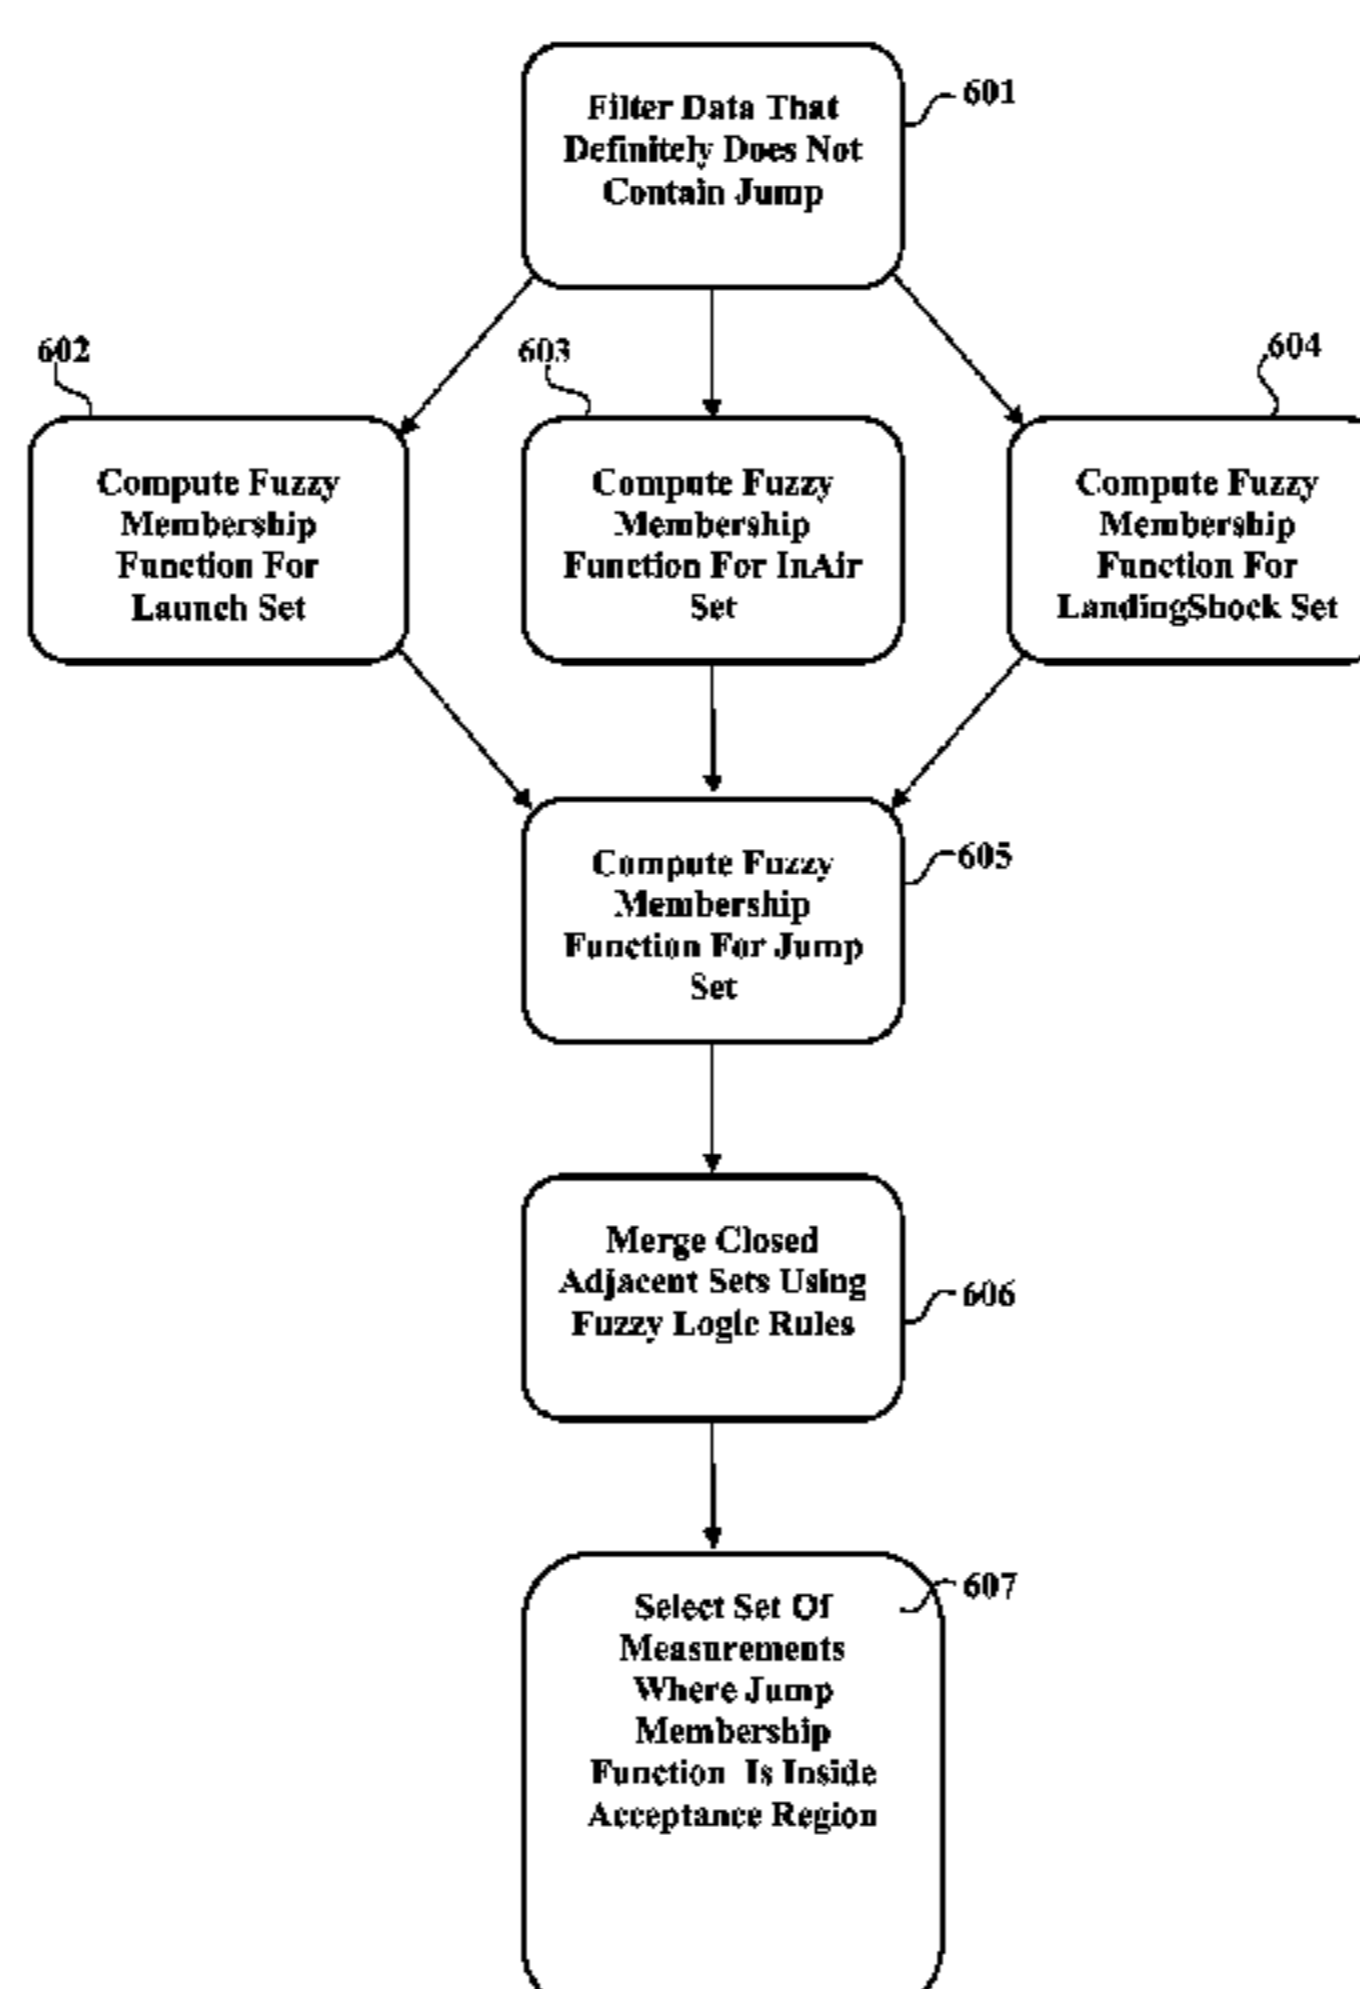 Filter Data That
Definitely Does Not
Contain Jump
601
602
603
604
Compute Fuzzy
Membership
Function For
Launch Set
Compute Fuzzy
Membership
Function For InAir
Set
Compute Fuzzy
Membership
Function For
LandingShock Set
Compute Fuzzy
Membership
Function For Jump
Set
605
Merge Closed
Adjacent Sets Using
Fuzzy Logic Rules
606
607
Select Set Of
Measurements
Where Jump
Membership
Function Is Inside
Acceptance Region